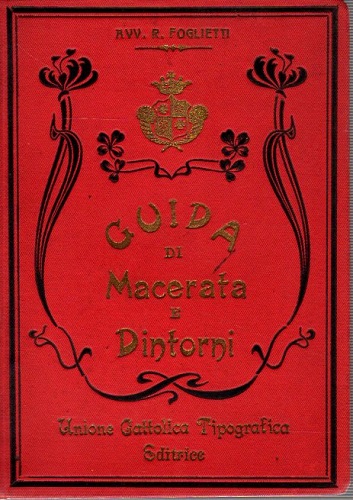 AVV. R. FOGLIETTI
GUIDA
DI
Macerata
E
Dintorni
Unione Cattolica Tipografica
Editrice